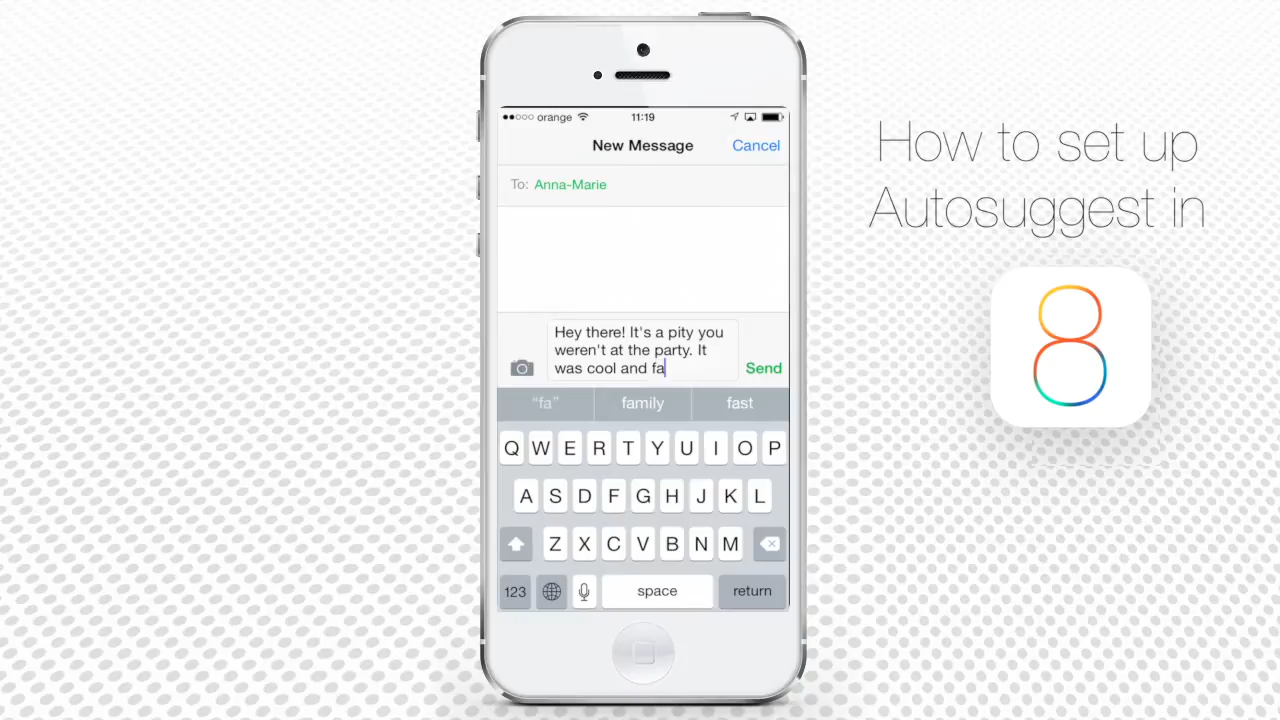 ●●○○○ orange 11:19
New Message Cancel
To: Anna-Marie
Hey there! It's a pity you
weren't at the party. It
was cool and fa
Send
“fa” family fast
Q W E R T Y U I O P
A S D F G H J K L
Z X C V B N M
123 space return
How to set up
Autosuggest in
8